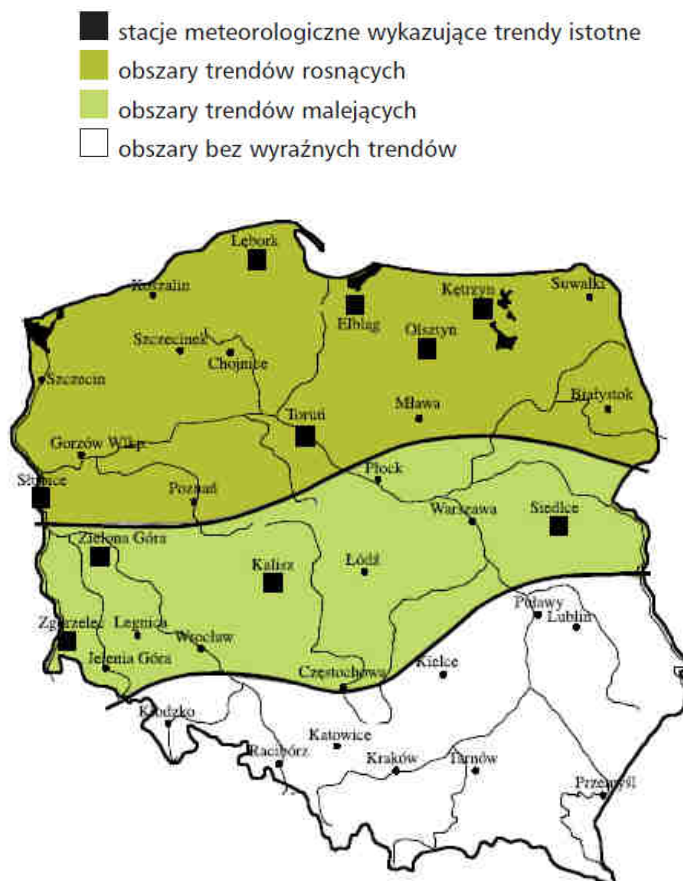 stacje meteorologiczne wykazujące trendy istotne
obszary trendów rosnących
obszary trendów malejących
obszary bez wyraźnych trendów
Lębork
Koszalin
Kętrzyn
Suwałki
Elbląg
Olsztyn
Szczecinek
Chojnice
Szczecin
Białystok
Mława
Toruń
Gorzów Wlkp.
Płock
Słubice
Poznań
Warszawa
Siedlce
Zielona Góra
Kalisz
Łódź
Puławy
Lublin
Zgorzelec
Legnica
Wrocław
Jelenia Góra
Częstochowa
Kielce
Kłodzko
Katowice
Racibórz
Kraków
Tarnów
Przemyśl